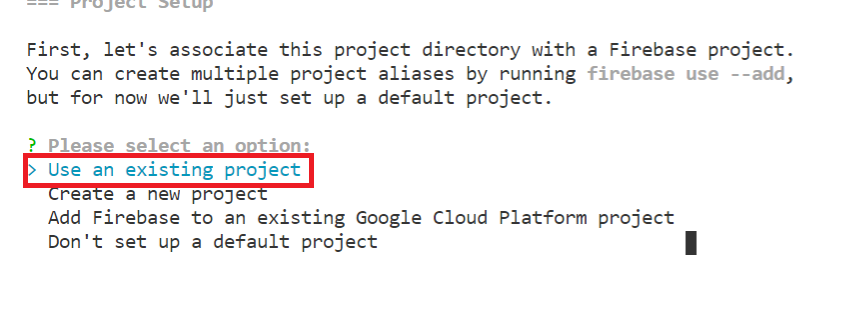 === Project Setup
First, let's associate this project directory with a Firebase project.
You can create multiple project aliases by running firebase use --add,
but for now we'll just set up a default project.
? Please select an option:
> Use an existing project
Create a new project
Add Firebase to an existing Google Cloud Platform project
Don't set up a default project